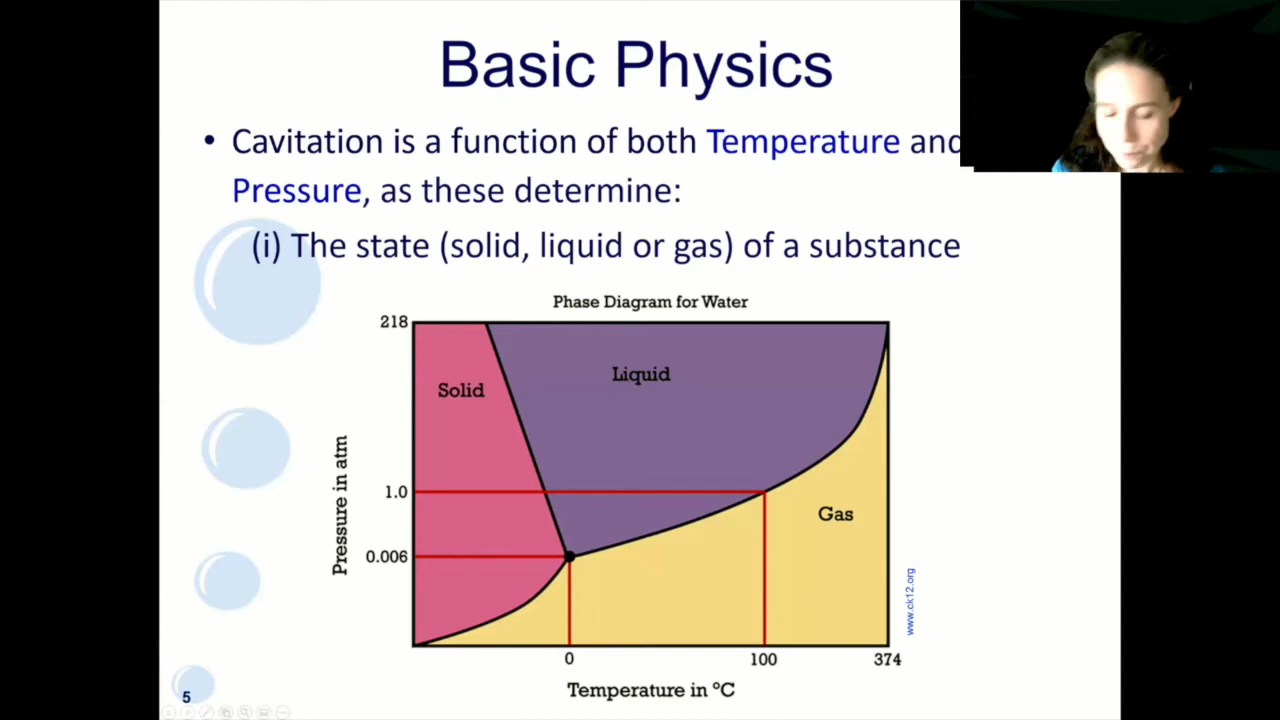 Basic Physics
• Cavitation is a function of both Temperature and
Pressure, as these determine:
(i) The state (solid, liquid or gas) of a substance
Phase Diagram for Water
218
Liquid
Solid
Pressure in atm
1.0
Gas
0.006
www.ck12.org
0 100 374
Temperature in °C
5